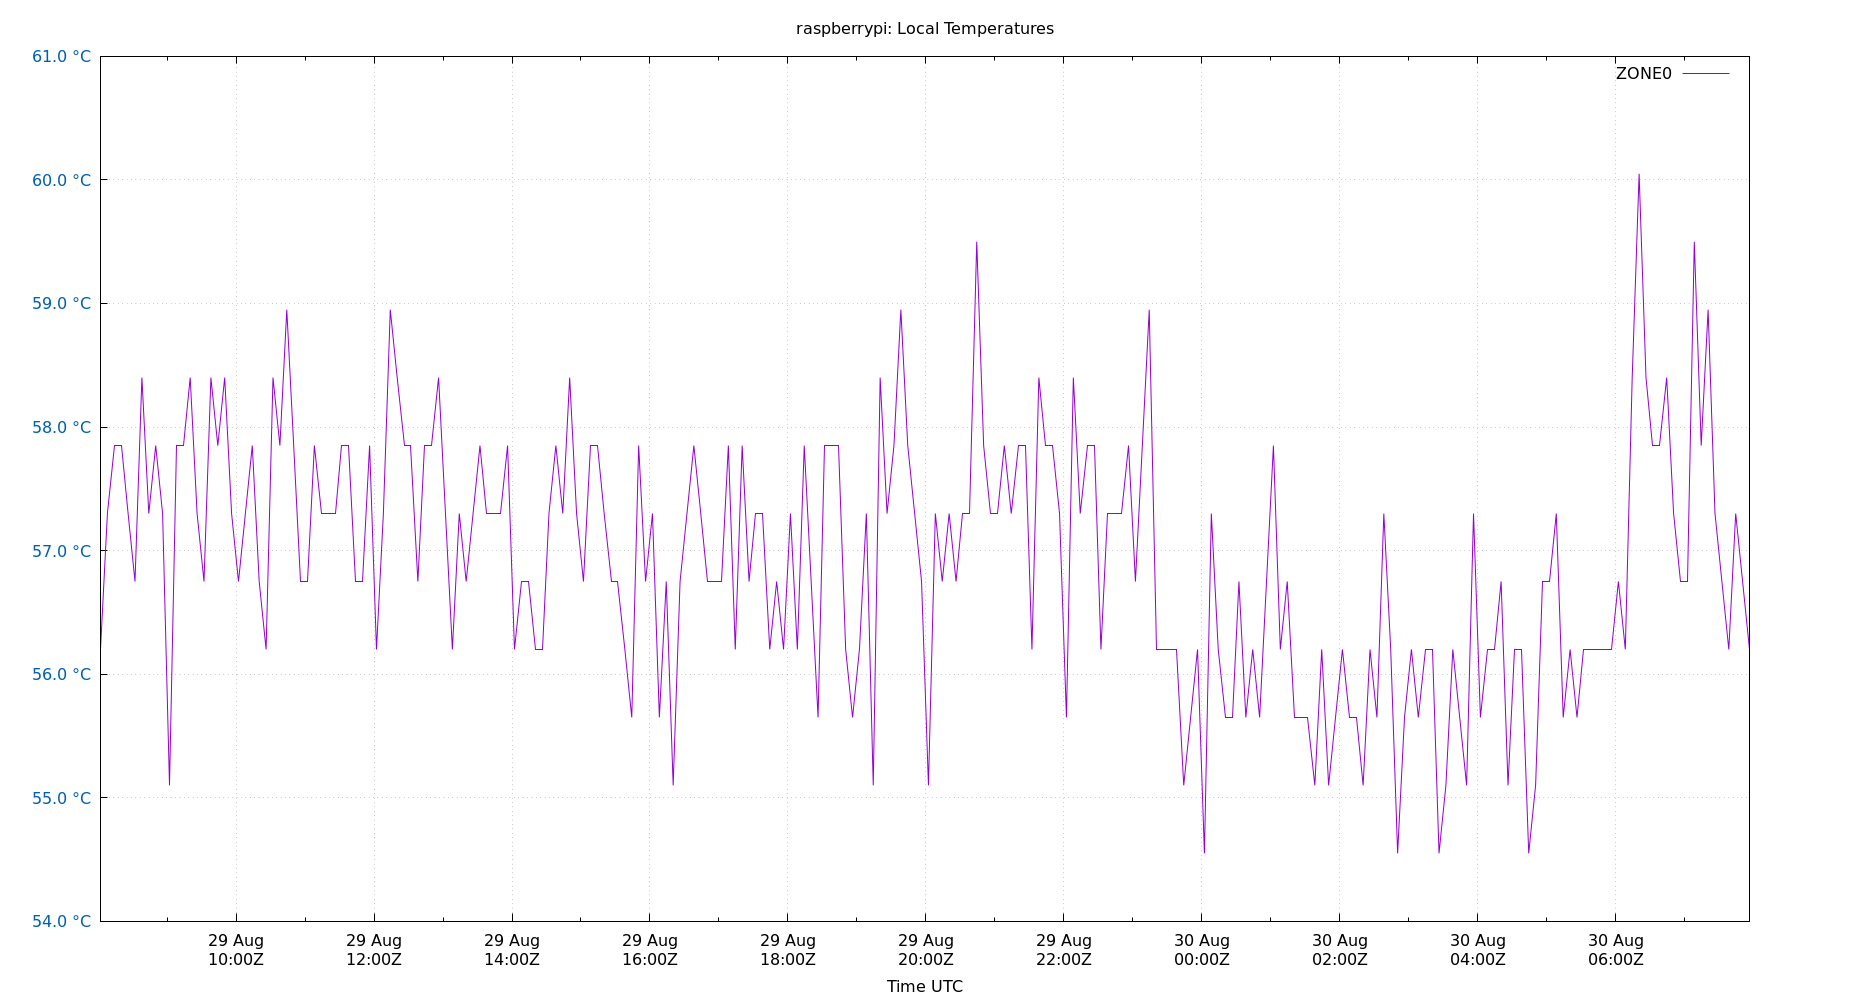 raspberrypi: Local Temperatures
61.0 °C
ZONE0
60.0 °C
59.0 °C
58.0 °C
57.0 °C
56.0 °C
55.0 °C
54.0 °C
29 Aug 29 Aug 29 Aug 29 Aug 29 Aug 29 Aug 29 Aug 30 Aug 30 Aug 30 Aug 30 Aug
10:00Z 12:00Z 14:00Z 16:00Z 18:00Z 20:00Z 22:00Z 00:00Z 02:00Z 04:00Z 06:00Z
Time UTC